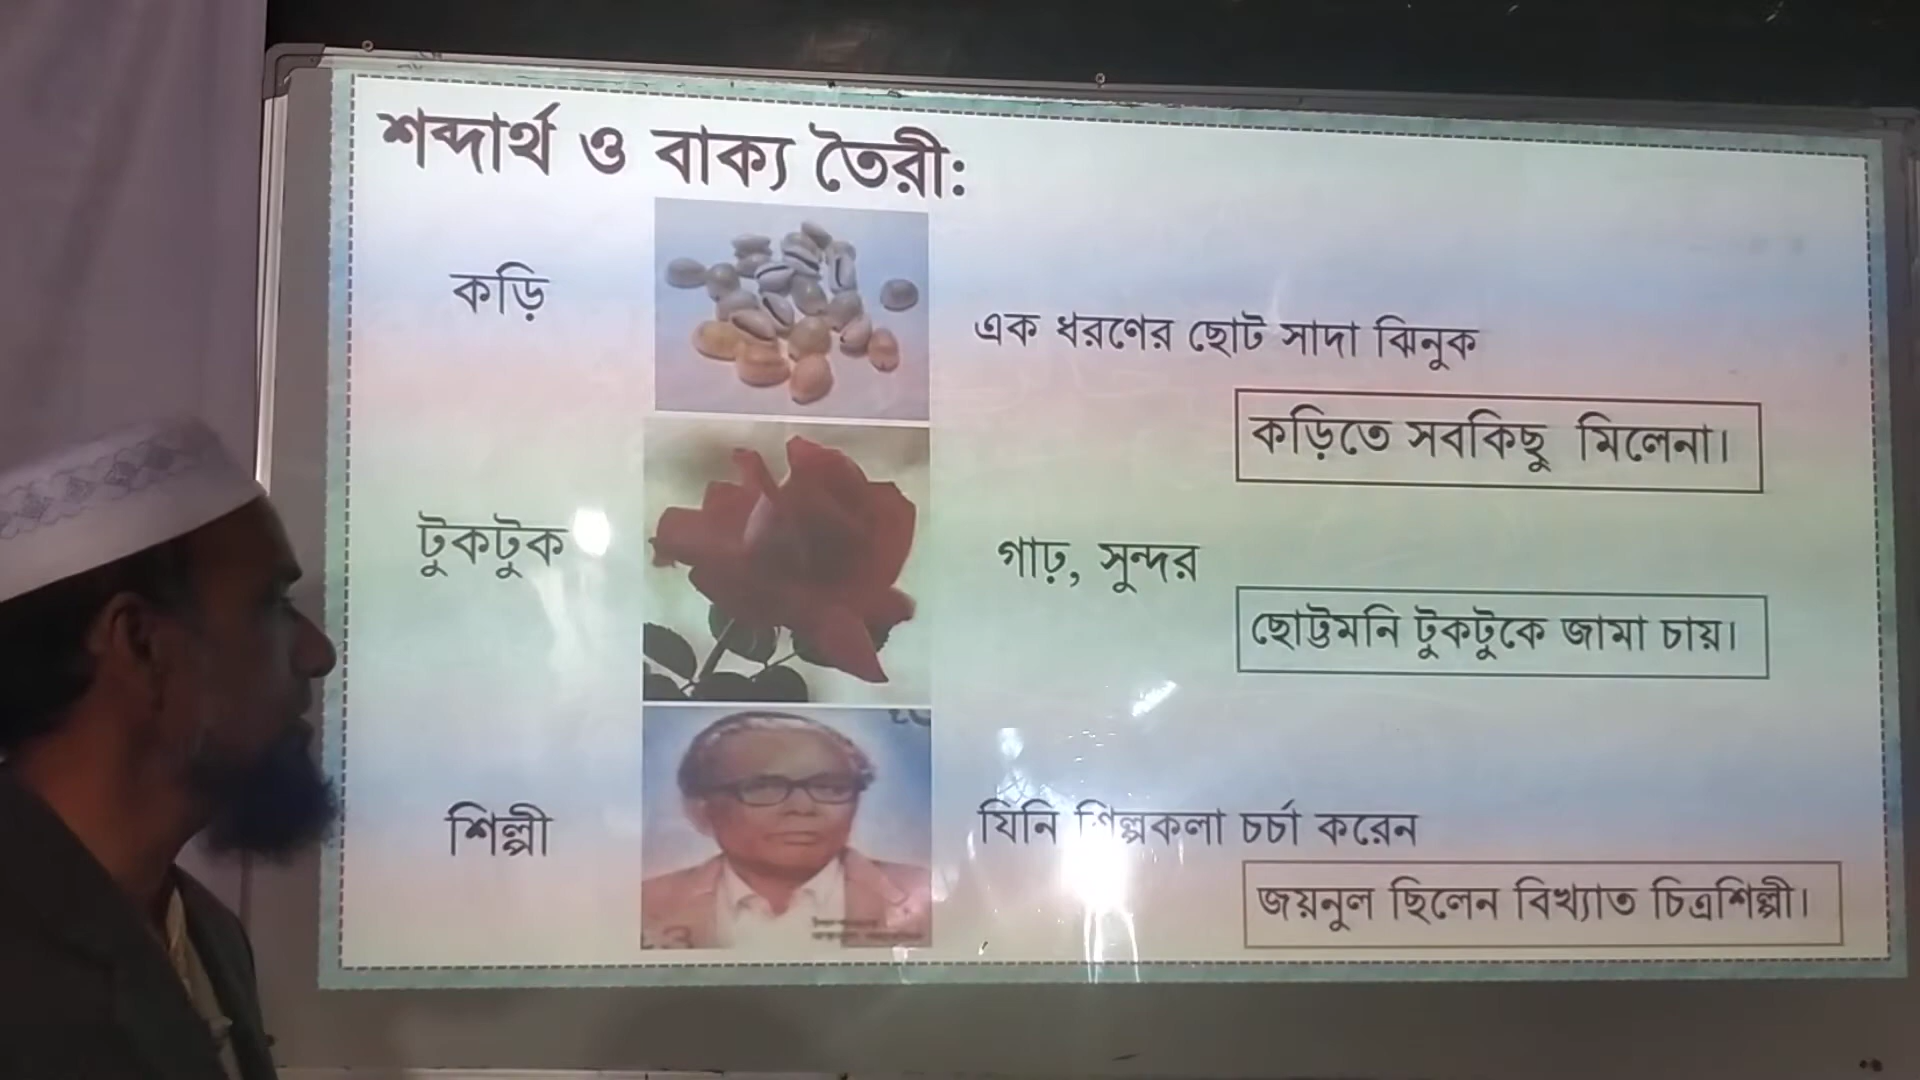 শব্দার্থ ও বাক্য তৈরী:
কড়ি
এক ধরণের ছোট সাদা ঝিনুক
কড়িতে সবকিছু মিলেনা।
টুকটুক
গাঢ়, সুন্দর
ছোট্টমনি টুকটুকে জামা চায়।
শিল্পী
যিনি শিল্পকলা চর্চা করেন
জয়নুল ছিলেন বিখ্যাত চিত্রশিল্পী।